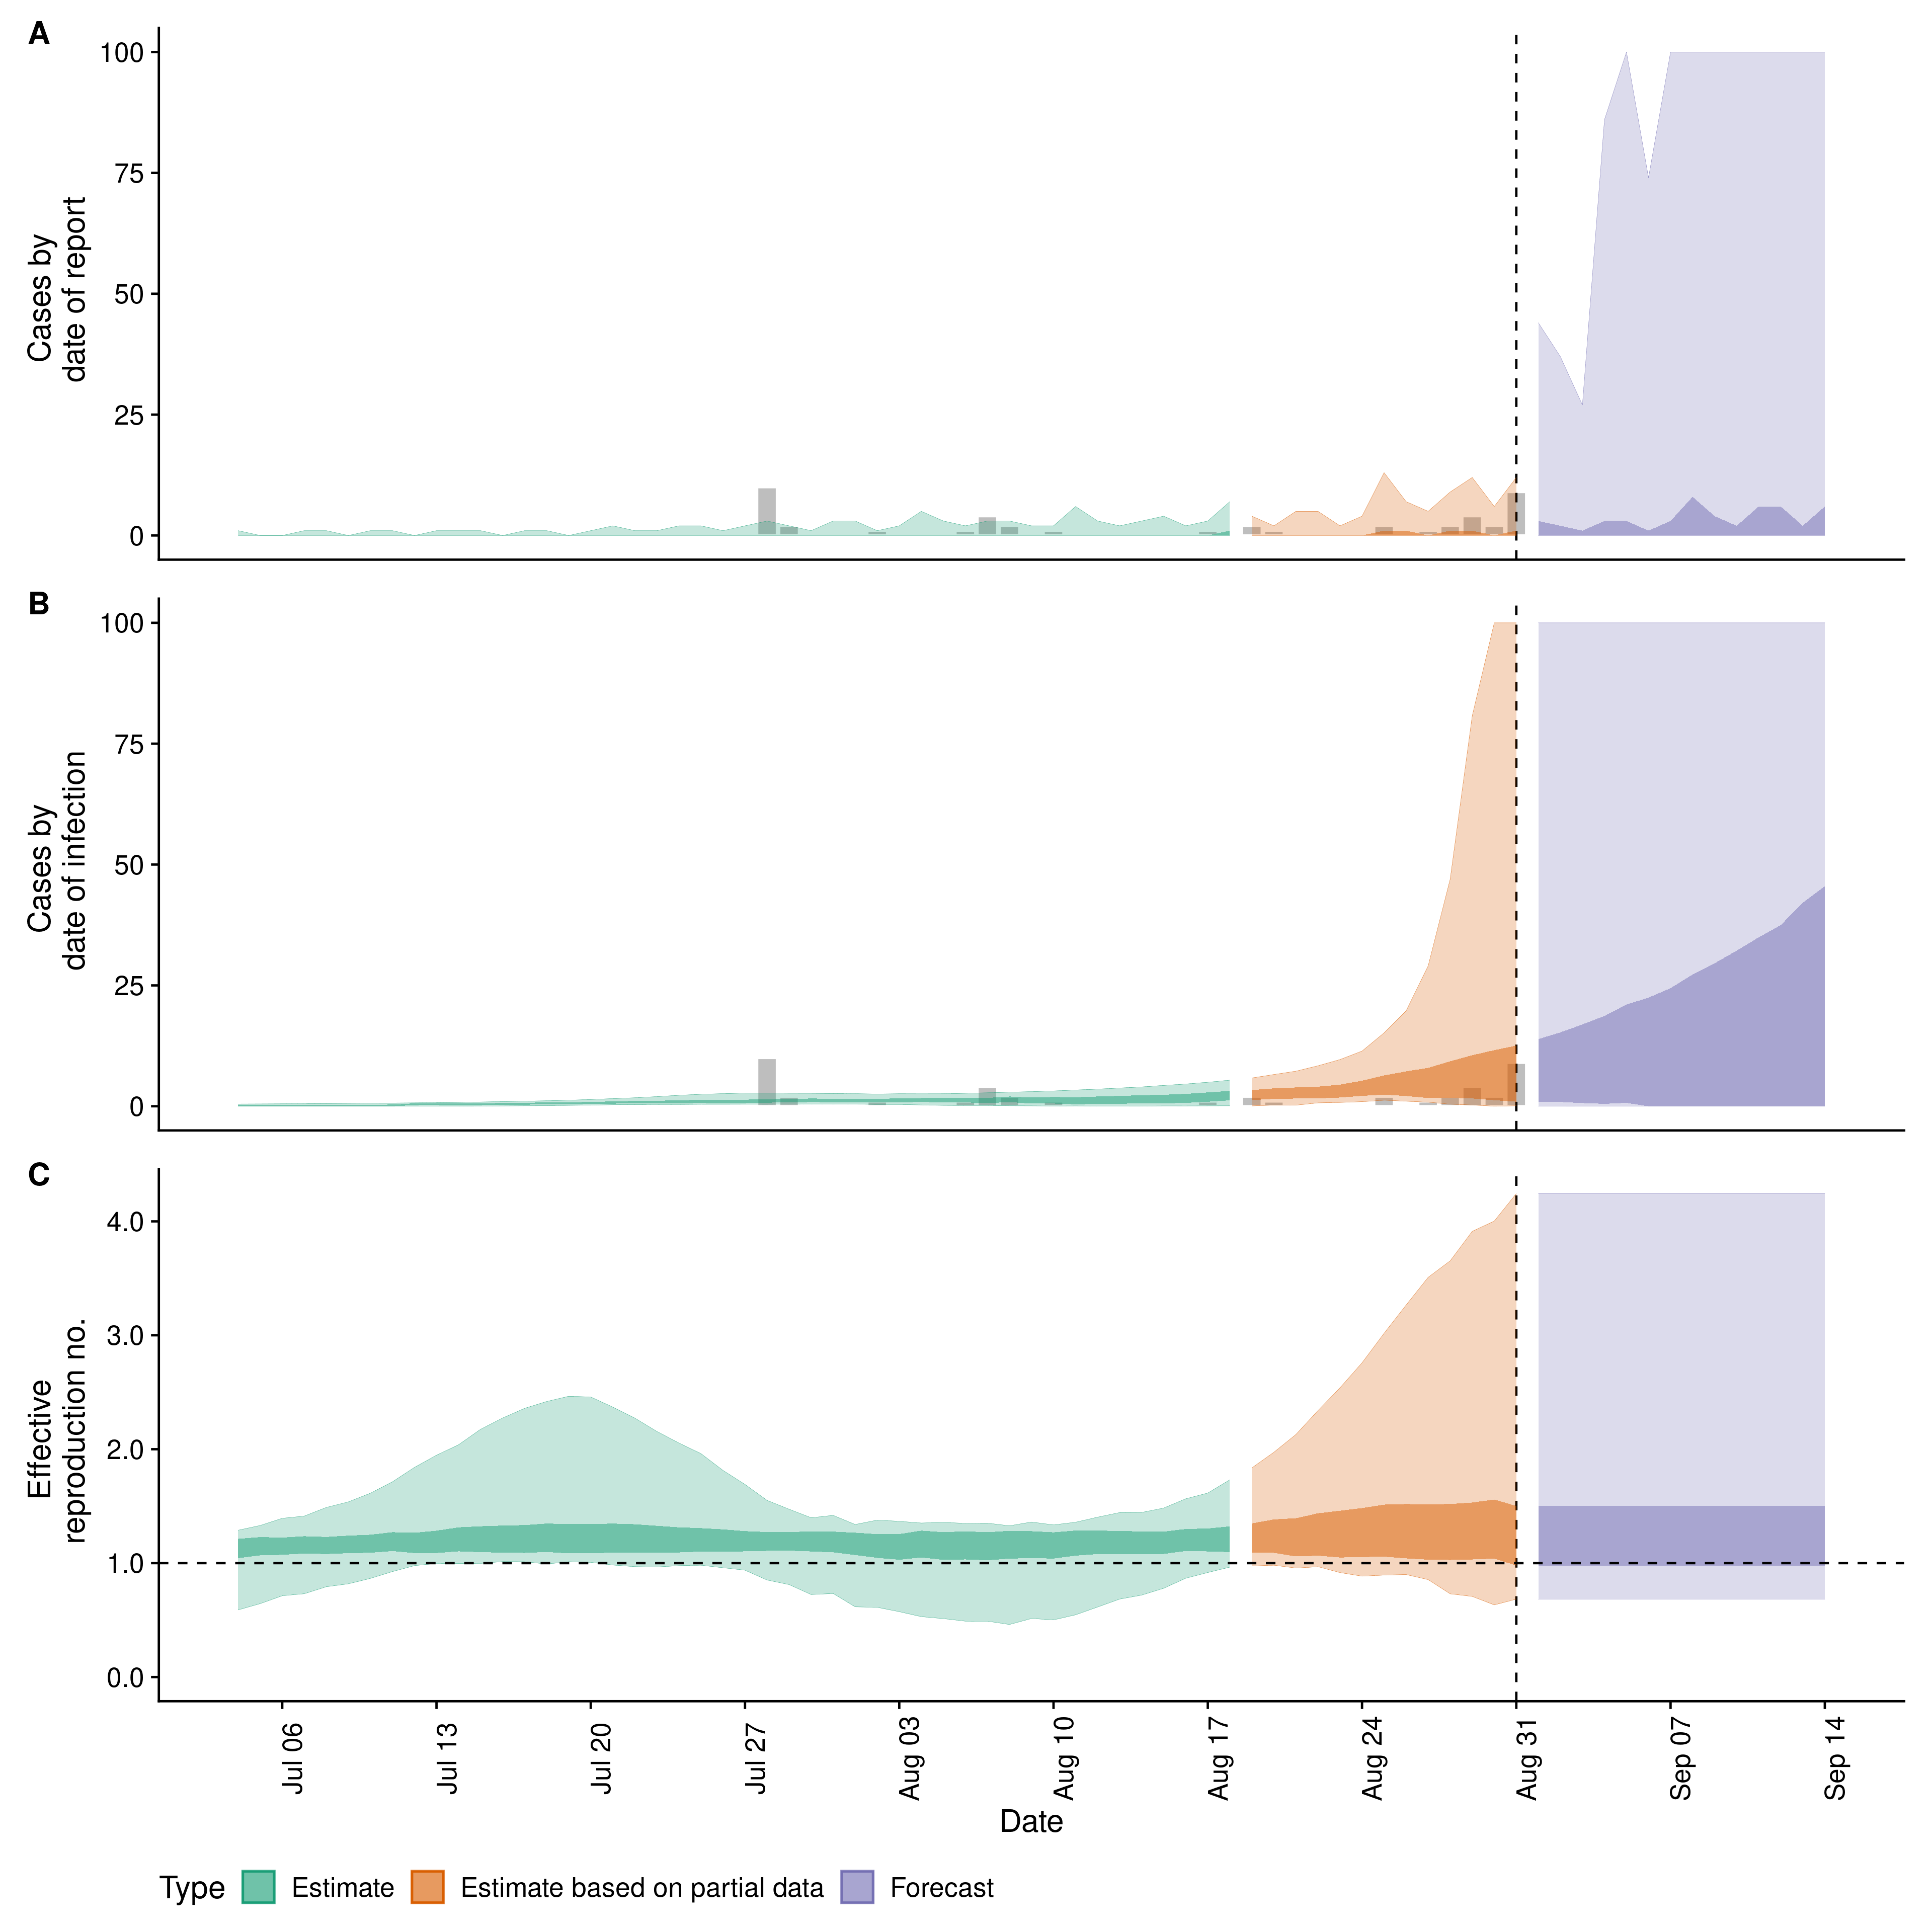 A
100
75
50
25
0
Cases by
date of report
B
100
75
50
25
0
Cases by
date of infection
C
4.0
3.0
2.0
1.0
0.0
Effective
reproduction no.
Jul 06
Jul 13
Jul 20
Jul 27
Aug 03
Aug 10
Aug 17
Aug 24
Aug 31
Sep 07
Sep 14
Date
Type Estimate Estimate based on partial data Forecast